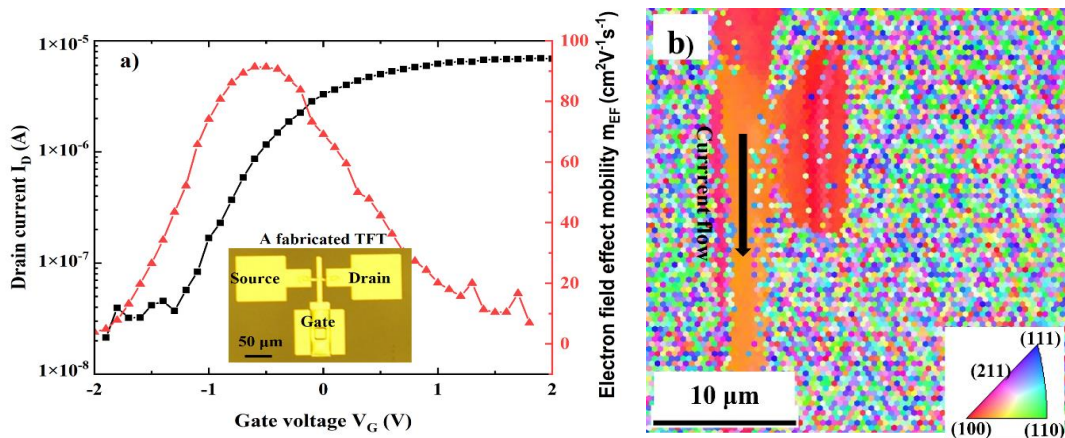 a)
Drain current I_D (A)
1×10⁻⁵
1×10⁻⁶
1×10⁻⁷
1×10⁻⁸
-2
-1
0
1
2
Gate voltage V_G (V)
100
90
80
60
40
20
0
Electron field effect mobility m_EF (cm²V⁻¹s⁻¹)
A fabricated TFT
Source
Drain
Gate
50 μm
b)
Current flow
10 μm
(111)
(211)
(100)
(110)